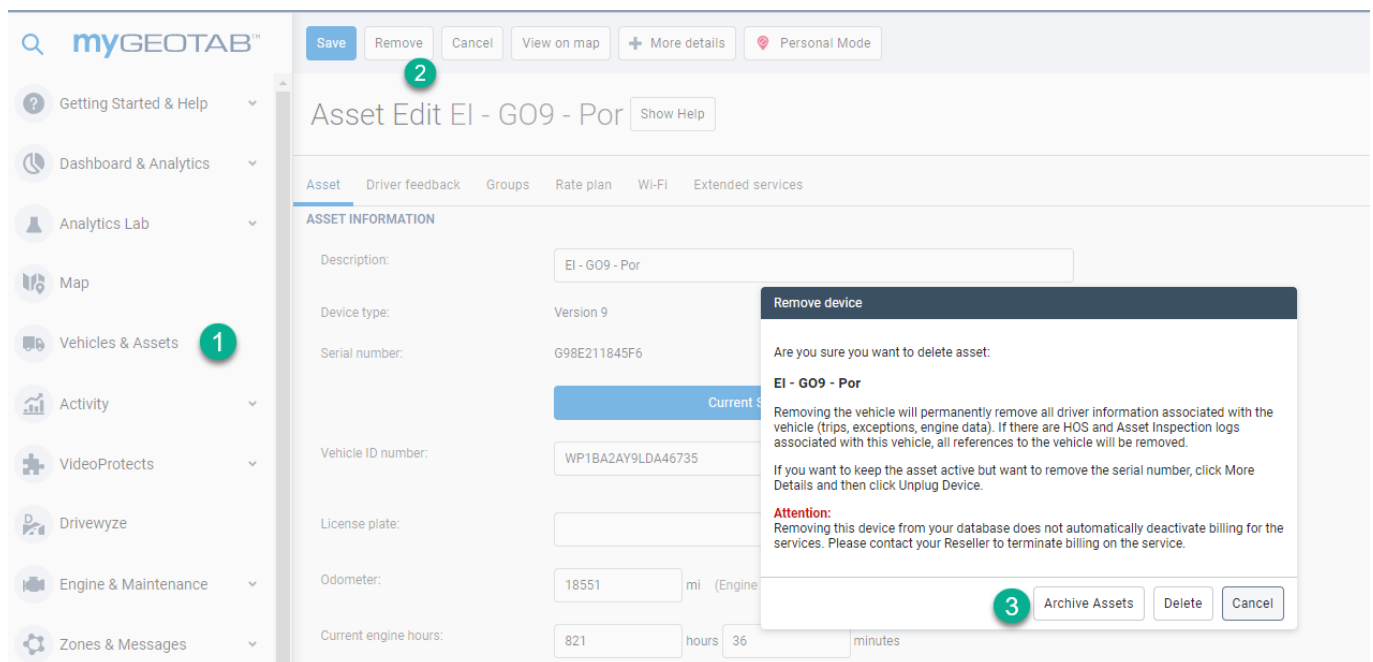 myGEOTAB™
Save Remove Cancel View on map + More details Personal Mode
2
Getting Started & Help
Asset Edit EI - GO9 - Por Show Help
Dashboard & Analytics
Asset Driver feedback Groups Rate plan Wi-Fi Extended services
ASSET INFORMATION
Analytics Lab
Description: EI - GO9 - Por
Map
Device type: Version 9
Vehicles & Assets 1
Serial number: G98E211845F6
Activity
Current S
VideoProtects
Vehicle ID number: WP1BA2AY9LDA46735
Drivewyze
License plate:
Engine & Maintenance
Odometer: 18551 mi (Engine
Zones & Messages
Current engine hours: 821 hours 36 minutes
Remove device
Are you sure you want to delete asset:
EI - GO9 - Por
Removing the vehicle will permanently remove all driver information associated with the
vehicle (trips, exceptions, engine data). If there are HOS and Asset Inspection logs
associated with this vehicle, all references to the vehicle will be removed.
If you want to keep the asset active but want to remove the serial number, click More
Details and then click Unplug Device.
Attention:
Removing this device from your database does not automatically deactivate billing for the
services. Please contact your Reseller to terminate billing on the service.
3 Archive Assets Delete Cancel